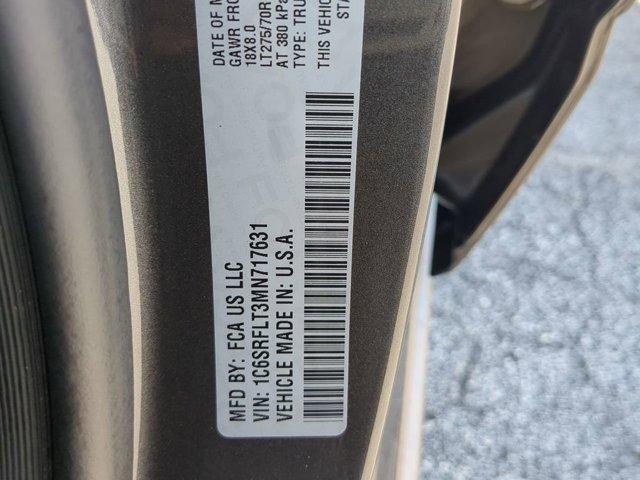 DATE OF M
GAWR FRO
18X8.0
LT275/70R
AT 380 kPa
TYPE: TRU
THIS VEHIC
STA
MFD BY: FCA US LLC
VIN: 1C6SRFLT3MN717631
VEHICLE MADE IN: U.S.A.